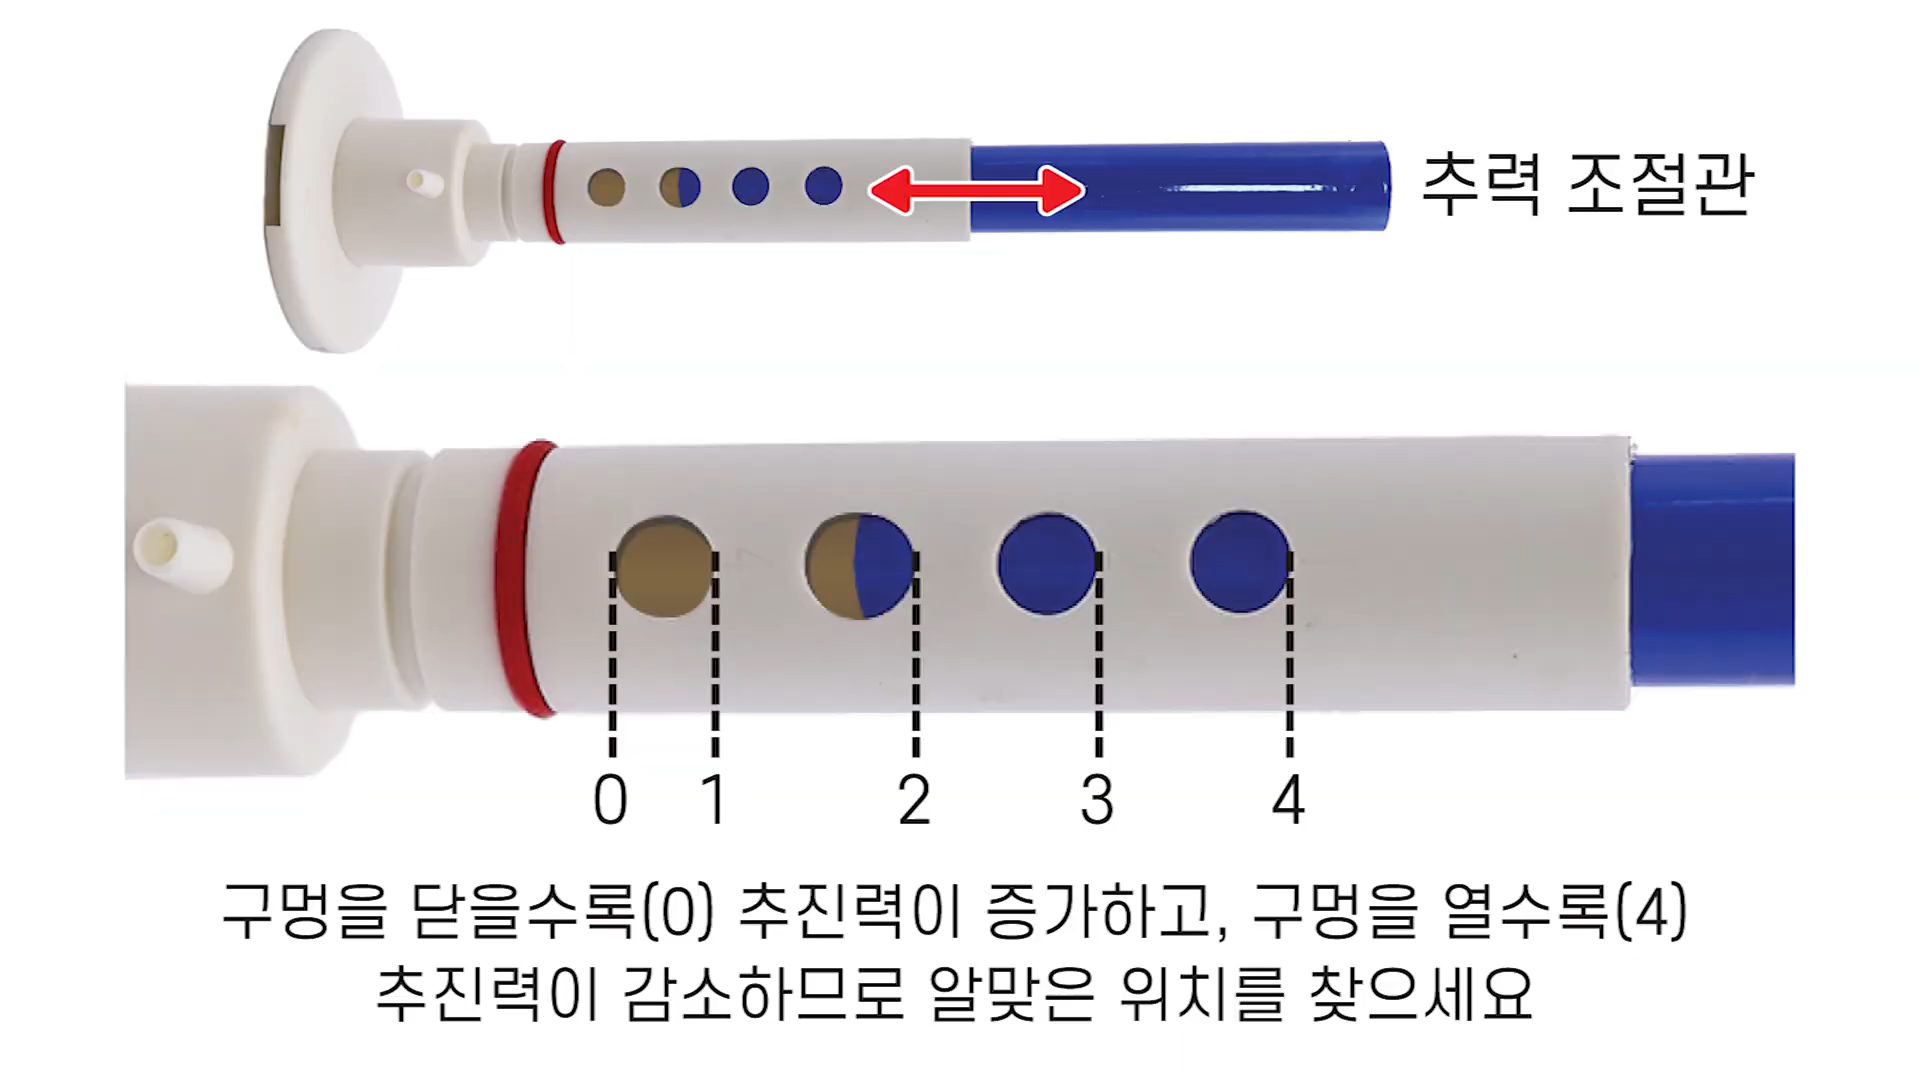 추력 조절관
0 1 2 3 4
구멍을 닫을수록(0) 추진력이 증가하고, 구멍을 열수록(4)
추진력이 감소하므로 알맞은 위치를 찾으세요